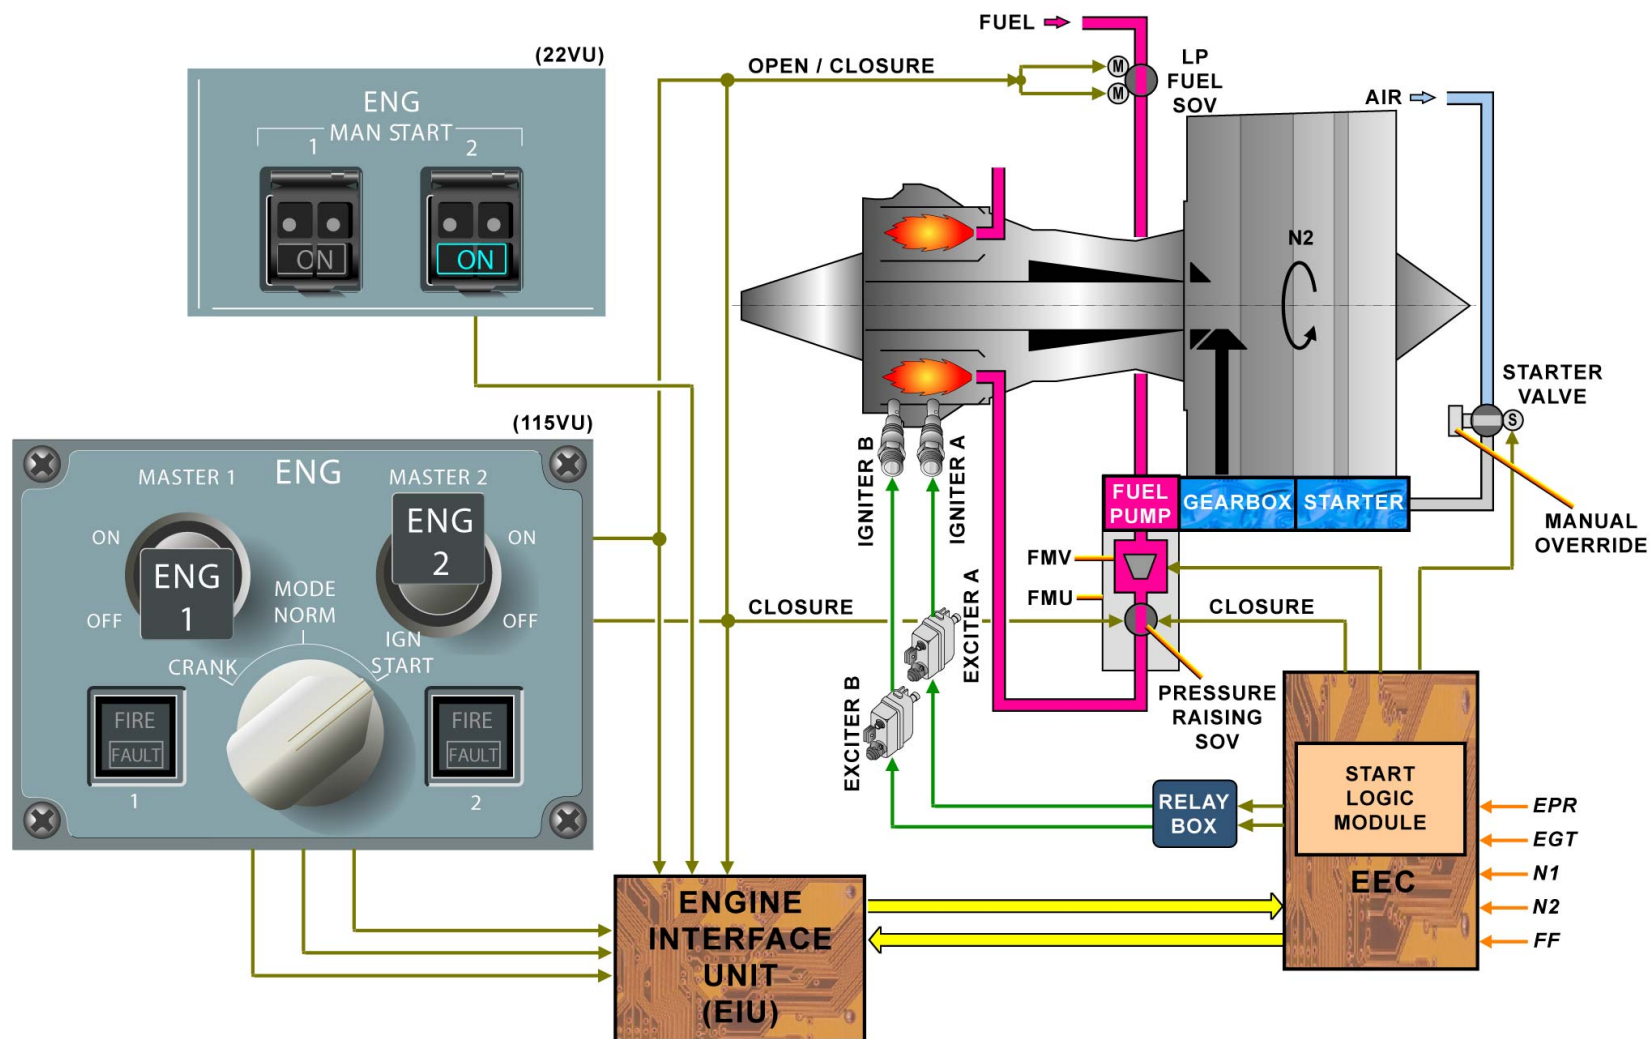 (22VU)
ENG
MAN START
1
2
ON
ON
(115VU)
MASTER 1
ENG
MASTER 2
ON
OFF
ENG
1
ENG
2
ON
OFF
MODE
NORM
CRANK
IGN
START
FIRE
FAULT
1
FIRE
FAULT
2
FUEL
OPEN / CLOSURE
M
M
LP
FUEL
SOV
AIR
N2
STARTER
VALVE
S
MANUAL
OVERRIDE
IGNITER B
IGNITER A
FUEL
PUMP
GEARBOX
STARTER
FMV
FMU
CLOSURE
CLOSURE
EXCITER A
EXCITER B
PRESSURE
RAISING
SOV
RELAY
BOX
START
LOGIC
MODULE
EEC
EPR
EGT
N1
N2
FF
ENGINE
INTERFACE
UNIT
(EIU)